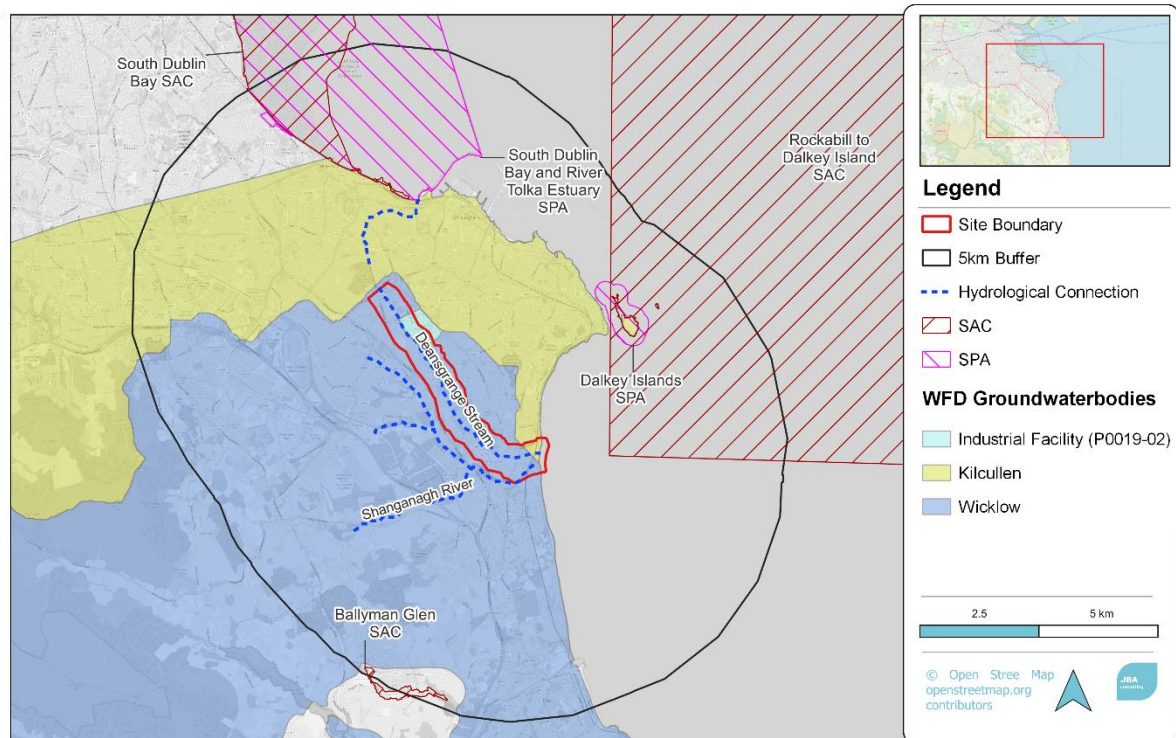 South Dublin
Bay SAC
South Dublin
Bay and River
Tolka Estuary
SPA
Rockabill to
Dalkey Island
SAC
Dalkey Islands
SPA
Deansgrange Stream
Shanganagh River
Ballyman Glen
SAC
Legend
Site Boundary
5km Buffer
Hydrological Connection
SAC
SPA
WFD Groundwaterbodies
Industrial Facility (P0019-02)
Kilcullen
Wicklow
2.5 5 km
© Open Stree Map
openstreetmap.org
contributors
JBA
consulting